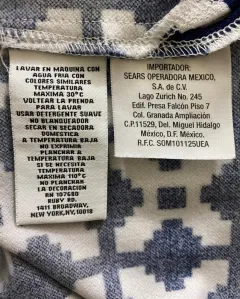 LAVAR EN MAQUINA CON
AGUA FRIA CON
COLORES SIMILARES
TEMPERATURA
MAXIMA 30°C
VOLTEAR LA PRENDA
PARA LAVAR
USAR DETERGENTE SUAVE
NO BLANQUEADOR
SECAR EN SECADORA
DOMESTICA
A TEMPERATURA BAJA
NO EXPRIMIR
PLANCHAR A
TEMPERATURA BAJA
SI SE NECESITA
TEMPERATURA
MAXIMA 110°C
NO PLANCHAR
LA DECORACION
RN 107680
RUBY RD.
1411 BROADWAY,
NEW YORK, NY, 10018
IMPORTADOR:
SEARS OPERADORA MEXICO,
S.A. DE C.V.
Lago Zurich No. 245
Edif. Presa Falcón Piso 7
Col. Granada Ampliación
C.P.11529, Del. Miguel Hidalgo
México, D.F. México.
R.F.C. SOM101125UEA